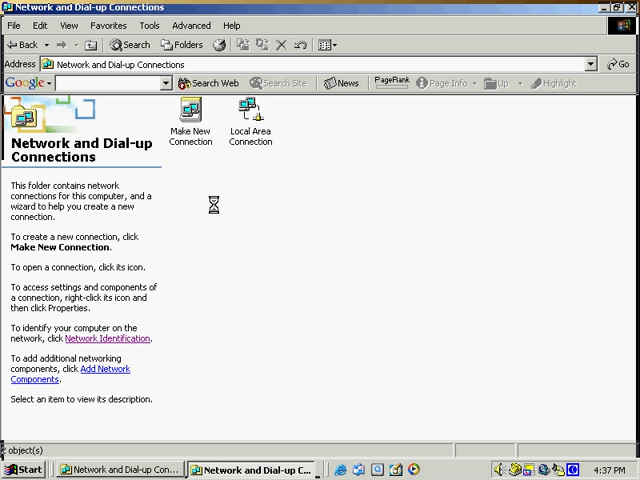 Network and Dial-up Connections
File Edit View Favorites Tools Advanced Help
Back Search Folders
Address Network and Dial-up Connections Go
Google Search Web Search Site News PageRank Page Info Up Highlight
Network and Dial-up
Connections
This folder contains network
connections for this computer, and a
wizard to help you create a new
connection.
To create a new connection, click
Make New Connection.
To open a connection, click its icon.
To access settings and components of
a connection, right-click its icon and
then click Properties.
To identify your computer on the
network, click Network Identification.
To add additional networking
components, click Add Network
Components.
Select an item to view its description.
Make New
Connection
Local Area
Connection
object(s)
Start Network and Dial-up Con... Network and Dial-up C... 4:37 PM